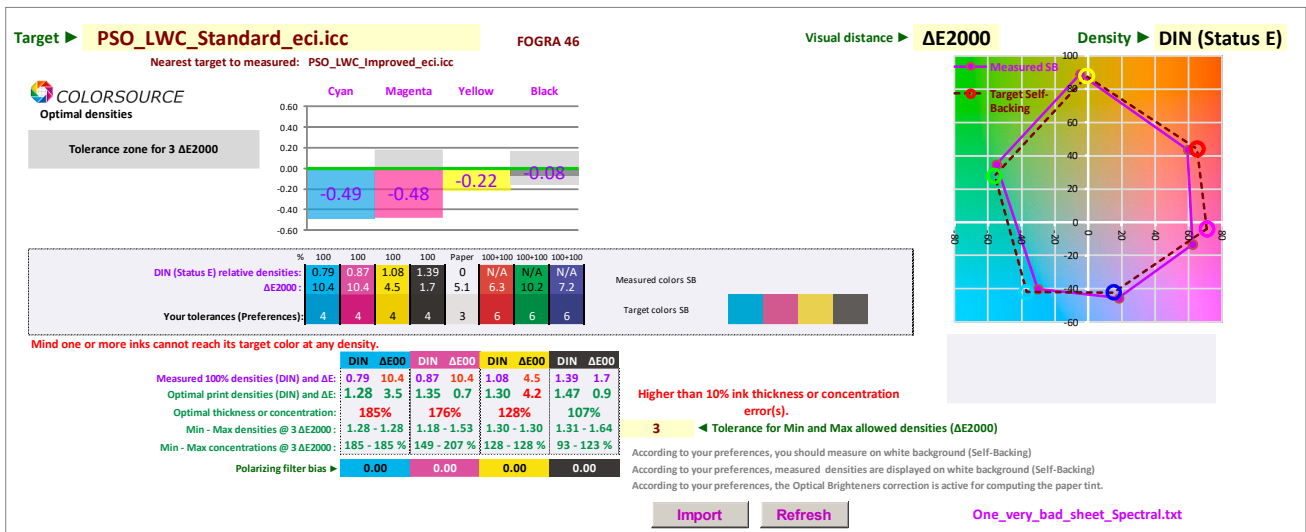 Target ► PSO_LWC_Standard_eci.icc FOGRA 46 Visual distance ► ΔE2000 Density ► DIN (Status E)
Nearest target to measured: PSO_LWC_Improved_eci.icc
COLORSOURCE
Optimal densities
Tolerance zone for 3 ΔE2000
Cyan Magenta Yellow Black
0.60
0.40
0.20
0.00
-0.20
-0.40
-0.60
-0.49 -0.48 -0.22 -0.08
Measured SB
Target Self-Backing
100
80
60
40
20
0
-20
-40
-60
-80 -60 -40 -20 0 20 40 60 80
% 100 100 100 100 Paper 100+100 100+100 100+100
DIN (Status E) relative densities: 0.79 0.87 1.08 1.39 0 N/A N/A N/A
ΔE2000 : 10.4 10.4 4.5 1.7 5.1 6.3 10.2 7.2
Your tolerances (Preferences): 4 4 4 4 3 6 6 6
Measured colors SB
Target colors SB
Mind one or more inks cannot reach its target color at any density.
DIN ΔE00 DIN ΔE00 DIN ΔE00 DIN ΔE00
Measured 100% densities (DIN) and ΔE: 0.79 10.4 0.87 10.4 1.08 4.5 1.39 1.7
Optimal print densities (DIN) and ΔE: 1.28 3.5 1.35 0.7 1.30 4.2 1.47 0.9
Optimal thickness or concentration: 185% 176% 128% 107%
Min - Max densities @ 3 ΔE2000 : 1.28 - 1.28 1.18 - 1.53 1.30 - 1.30 1.31 - 1.64
Min - Max concentrations @ 3 ΔE2000 : 185 - 185 % 149 - 207 % 128 - 128 % 93 - 123 %
Polarizing filter bias ► 0.00 0.00 0.00 0.00
Higher than 10% ink thickness or concentration
error(s).
3 ◄ Tolerance for Min and Max allowed densities (ΔE2000)
According to your preferences, you should measure on white background (Self-Backing)
According to your preferences, measured densities are displayed on white background (Self-Backing)
According to your preferences, the Optical Brighteners correction is active for computing the paper tint.
Import Refresh One_very_bad_sheet_Spectral.txt